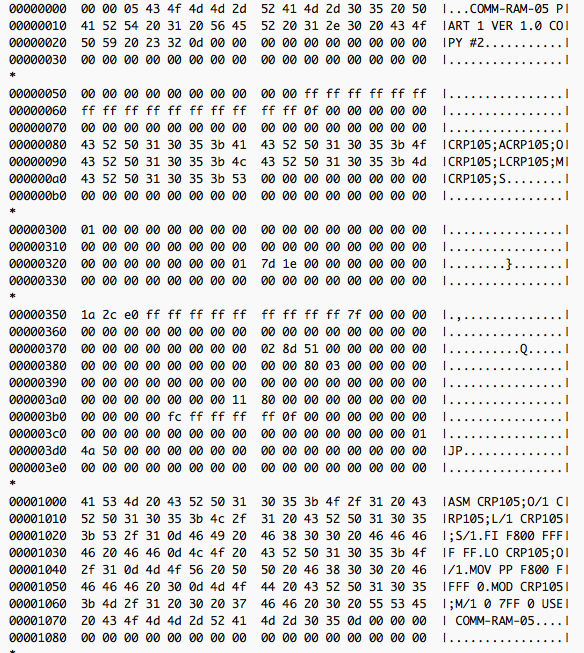 00000000 00 00 05 43 4f 4d 4d 2d 52 41 4d 2d 30 35 20 50 |...COMM-RAM-05 P|
00000010 41 52 54 20 31 20 56 45 52 20 31 2e 30 20 43 4f |ART 1 VER 1.0 CO|
00000020 50 59 20 23 32 0d 00 00 00 00 00 00 00 00 00 00 |PY #2...........|
00000030 00 00 00 00 00 00 00 00 00 00 00 00 00 00 00 00 |................|
*
00000050 00 00 00 00 00 00 00 00 00 00 ff ff ff ff ff ff |................|
00000060 ff ff ff ff ff ff ff ff ff ff 0f 00 00 00 00 00 |................|
00000070 00 00 00 00 00 00 00 00 00 00 00 00 00 00 00 00 |................|
00000080 43 52 50 31 30 35 3b 41 43 52 50 31 30 35 3b 4f |CRP105;ACRP105;O|
00000090 43 52 50 31 30 35 3b 4c 43 52 50 31 30 35 3b 4d |CRP105;LCRP105;M|
000000a0 43 52 50 31 30 35 3b 53 00 00 00 00 00 00 00 00 |CRP105;S........|
000000b0 00 00 00 00 00 00 00 00 00 00 00 00 00 00 00 00 |................|
*
00000300 01 00 00 00 00 00 00 00 00 00 00 00 00 00 00 00 |................|
00000310 00 00 00 00 00 00 00 00 00 00 00 00 00 00 00 00 |................|
00000320 00 00 00 00 00 00 00 01 7d 1e 00 00 00 00 00 00 |........}.......|
00000330 00 00 00 00 00 00 00 00 00 00 00 00 00 00 00 00 |................|
*
00000350 1a 2c e0 ff ff ff ff ff ff ff ff ff 7f 00 00 00 |.,..............|
00000360 00 00 00 00 00 00 00 00 00 00 00 00 00 00 00 00 |................|
00000370 00 00 00 00 00 00 00 00 02 8d 51 00 00 00 00 00 |..........Q.....|
00000380 00 00 00 00 00 00 00 00 00 00 80 03 00 00 00 00 |................|
00000390 00 00 00 00 00 00 00 00 00 00 00 00 00 00 00 00 |................|
000003a0 00 00 00 00 00 00 00 11 80 00 00 00 00 00 00 00 |................|
000003b0 00 00 00 00 fc ff ff ff ff 0f 00 00 00 00 00 00 |................|
000003c0 00 00 00 00 00 00 00 00 00 00 00 00 00 00 00 01 |................|
000003d0 4a 50 00 00 00 00 00 00 00 00 00 00 00 00 00 00 |JP..............|
000003e0 00 00 00 00 00 00 00 00 00 00 00 00 00 00 00 00 |................|
*
00001000 41 53 4d 20 43 52 50 31 30 35 3b 4f 2f 31 20 43 |ASM CRP105;O/1 C|
00001010 52 50 31 30 35 3b 4c 2f 31 20 43 52 50 31 30 35 |RP105;L/1 CRP105|
00001020 3b 53 2f 31 0d 46 49 20 46 38 30 30 20 46 46 46 |;S/1.FI F800 FFF|
00001030 46 20 46 46 0d 4c 4f 20 43 52 50 31 30 35 3b 4f |F FF.LO CRP105;O|
00001040 2f 31 0d 4d 4f 56 20 50 50 20 46 38 30 30 20 46 |/1.MOV PP F800 F|
00001050 46 46 46 20 30 0d 4d 4f 44 20 43 52 50 31 30 35 |FFF 0.MOD CRP105|
00001060 3b 4d 2f 31 20 30 20 37 46 46 20 30 20 55 53 45 |;M/1 0 7FF 0 USE|
00001070 20 43 4f 4d 4d 2d 52 41 4d 2d 30 35 0d 00 00 00 | COMM-RAM-05....|
00001080 00 00 00 00 00 00 00 00 00 00 00 00 00 00 00 00 |................|
*